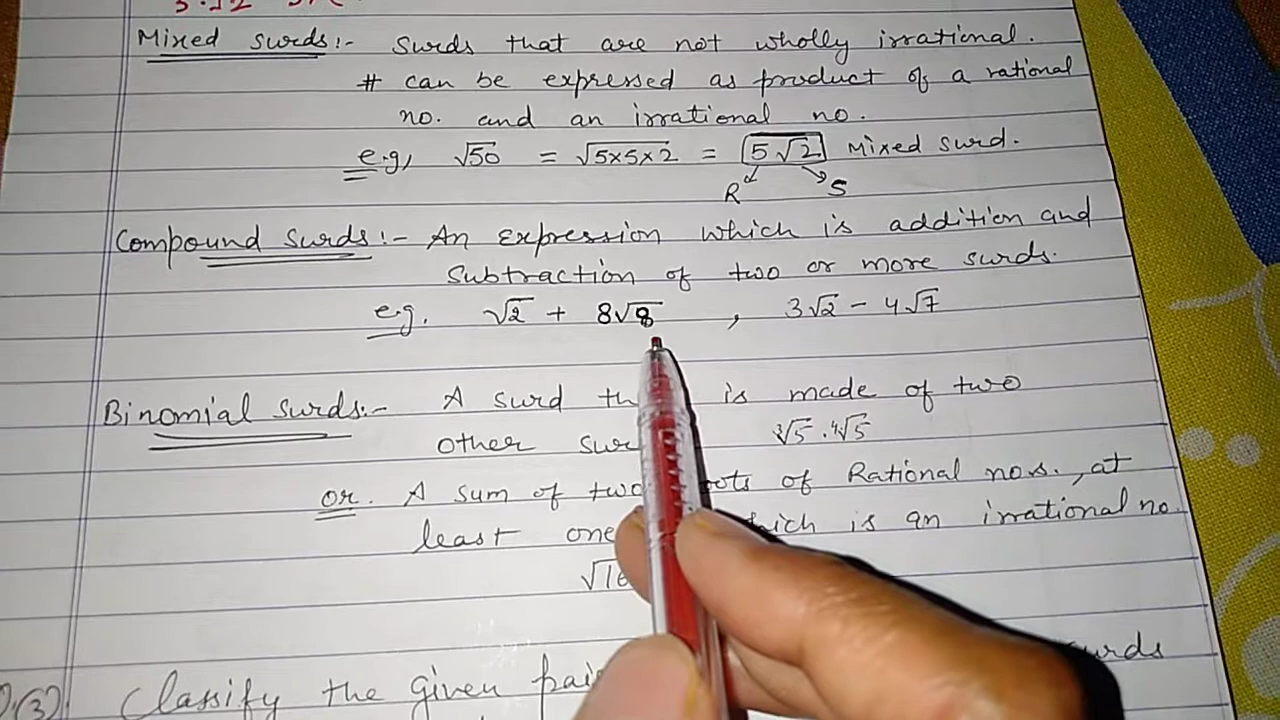 3.√2
Mixed Surds:- Surds that are not wholly irrational.
# can be expressed as product of a rational
no. and an irrational no.
e.g, √50 = √5×5×2 = 5√2 Mixed Surd.
R S
Compound Surds:- An Expression which is addition and
Subtraction of two or more surds.
e.g. √2 + 8√8 , 3√2 - 4√7
Binomial Surds:- A Surd is made of two
other ∛5 . ∜5
or. A sum of two of Rational nos., at
least one which is an irrational no.
Q.(3) Classify the given